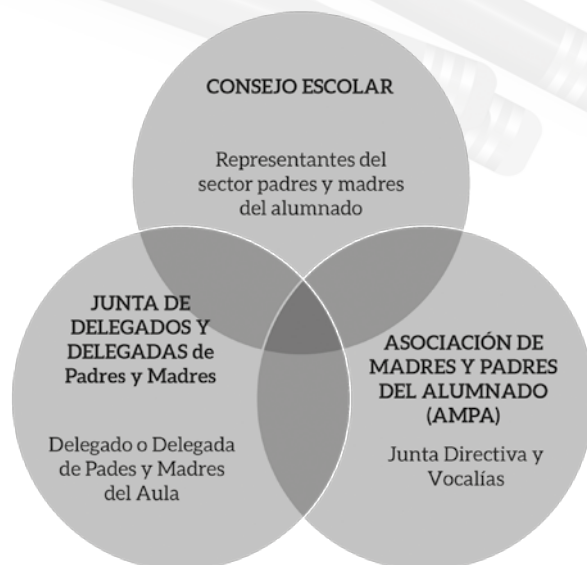 CONSEJO ESCOLAR
Representantes del
sector padres y madres
del alumnado
JUNTA DE
DELEGADOS Y
DELEGADAS de
Padres y Madres
Delegado o Delegada
de Pades y Madres
del Aula
ASOCIACIÓN DE
MADRES Y PADRES
DEL ALUMNADO
(AMPA)
Junta Directiva y
Vocalías